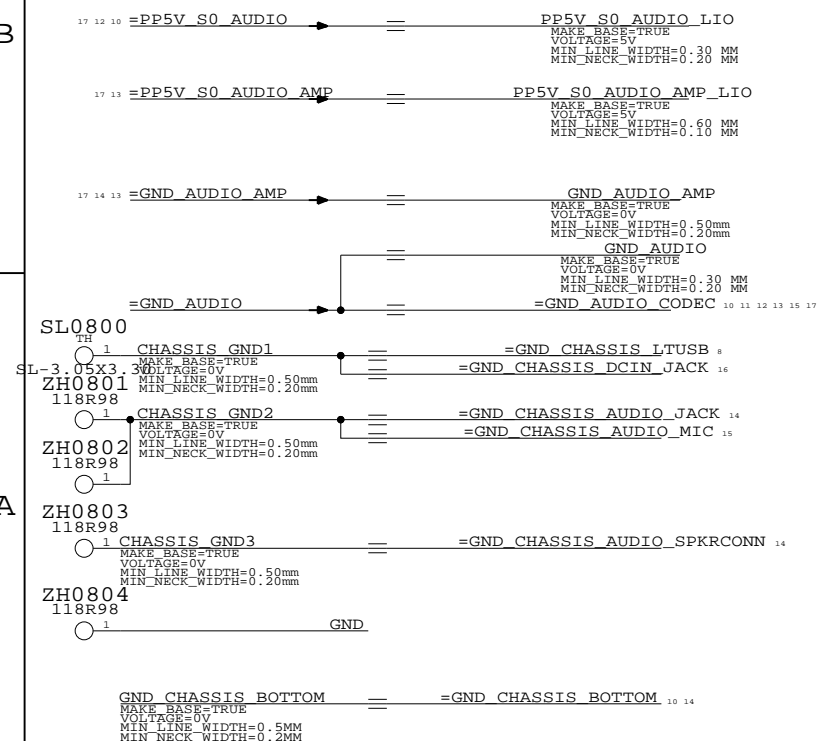 B
17 12 10 =PP5V_S0_AUDIO PP5V_S0_AUDIO_LIO
MAKE_BASE=TRUE
VOLTAGE=5V
MIN_LINE_WIDTH=0.30 MM
MIN_NECK_WIDTH=0.20 MM
17 13 =PP5V_S0_AUDIO_AMP PP5V_S0_AUDIO_AMP_LIO
MAKE_BASE=TRUE
VOLTAGE=5V
MIN_LINE_WIDTH=0.60 MM
MIN_NECK_WIDTH=0.10 MM
17 14 13 =GND_AUDIO_AMP GND_AUDIO_AMP
MAKE_BASE=TRUE
VOLTAGE=0V
MIN_LINE_WIDTH=0.50mm
MIN_NECK_WIDTH=0.20mm
GND_AUDIO
MAKE_BASE=TRUE
VOLTAGE=0V
MIN_LINE_WIDTH=0.30 MM
MIN_NECK_WIDTH=0.20 MM
=GND_AUDIO =GND_AUDIO_CODEC 10 11 12 13 15 17
SL0800
TH
1 CHASSIS_GND1 =GND_CHASSIS_LTUSB 8
MAKE_BASE=TRUE
SL-3.05X3.30 VOLTAGE=0V =GND_CHASSIS_DCIN_JACK 16
MIN_LINE_WIDTH=0.50mm
MIN_NECK_WIDTH=0.20mm
ZH0801
118R98
1 CHASSIS_GND2 =GND_CHASSIS_AUDIO_JACK 14
MAKE_BASE=TRUE
VOLTAGE=0V =GND_CHASSIS_AUDIO_MIC 15
MIN_LINE_WIDTH=0.50mm
MIN_NECK_WIDTH=0.20mm
ZH0802
118R98
1
A
ZH0803
118R98
1 CHASSIS_GND3 =GND_CHASSIS_AUDIO_SPKRCONN 14
MAKE_BASE=TRUE
VOLTAGE=0V
MIN_LINE_WIDTH=0.50mm
MIN_NECK_WIDTH=0.20mm
ZH0804
118R98
1 GND
GND_CHASSIS_BOTTOM =GND_CHASSIS_BOTTOM 10 14
MAKE_BASE=TRUE
VOLTAGE=0V
MIN_LINE_WIDTH=0.5MM
MIN_NECK_WIDTH=0.2MM